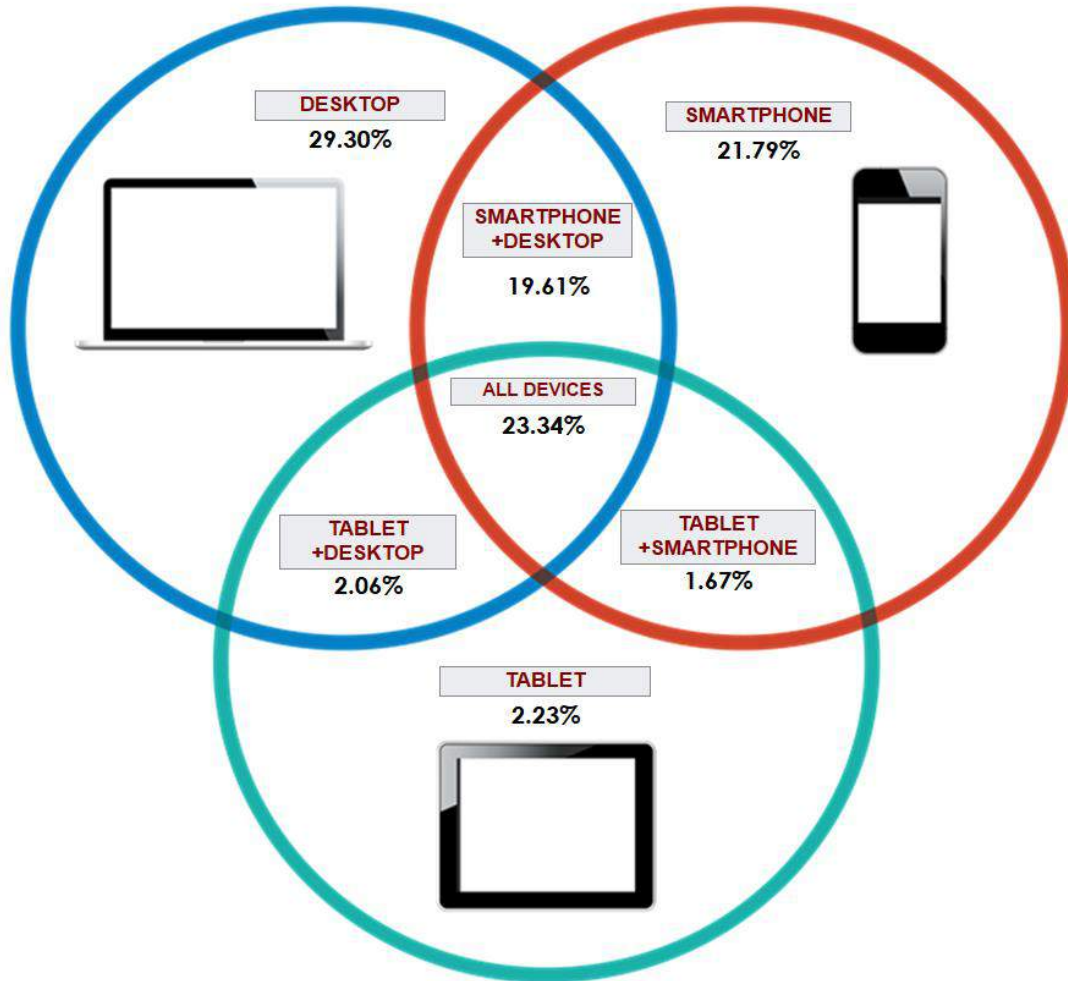 DESKTOP
29.30%
SMARTPHONE
21.79%
SMARTPHONE
+DESKTOP
19.61%
ALL DEVICES
23.34%
TABLET
+DESKTOP
2.06%
TABLET
+SMARTPHONE
1.67%
TABLET
2.23%